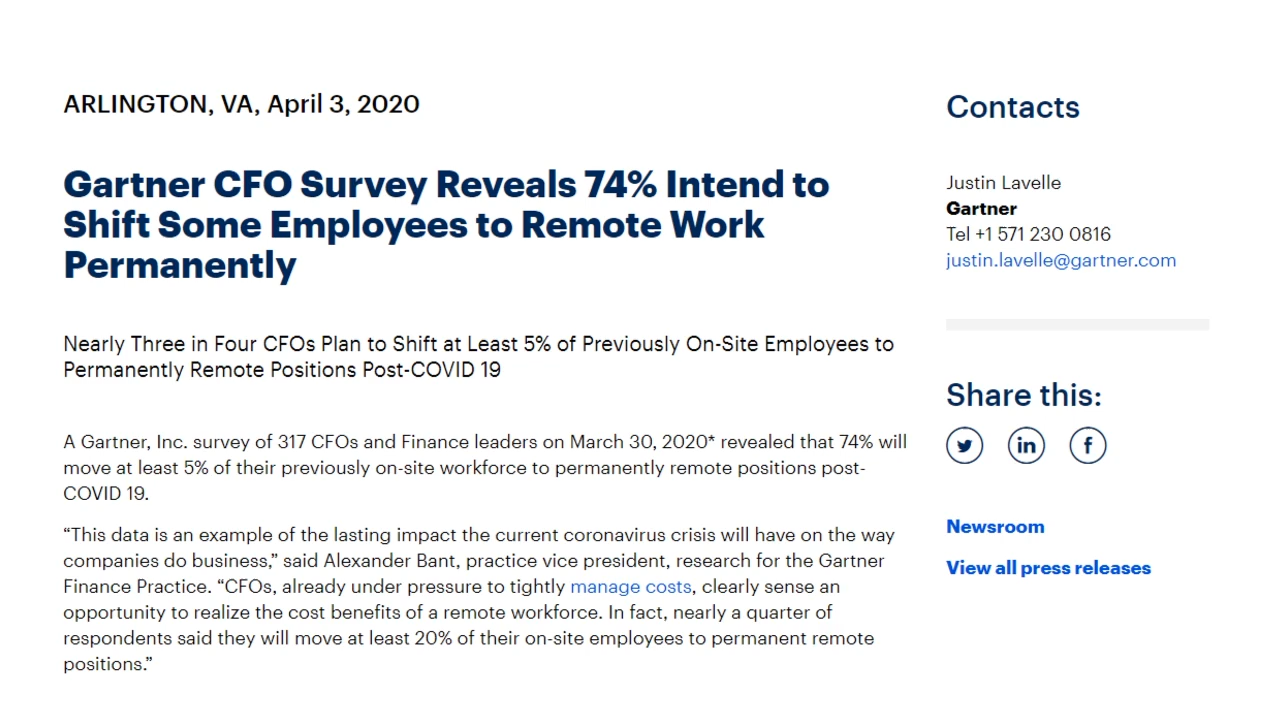 ARLINGTON, VA, April 3, 2020
Gartner CFO Survey Reveals 74% Intend to
Shift Some Employees to Remote Work
Permanently
Nearly Three in Four CFOs Plan to Shift at Least 5% of Previously On-Site Employees to
Permanently Remote Positions Post-COVID 19
A Gartner, Inc. survey of 317 CFOs and Finance leaders on March 30, 2020* revealed that 74% will
move at least 5% of their previously on-site workforce to permanently remote positions post-
COVID 19.
“This data is an example of the lasting impact the current coronavirus crisis will have on the way
companies do business,” said Alexander Bant, practice vice president, research for the Gartner
Finance Practice. “CFOs, already under pressure to tightly manage costs, clearly sense an
opportunity to realize the cost benefits of a remote workforce. In fact, nearly a quarter of
respondents said they will move at least 20% of their on-site employees to permanent remote
positions.”
Contacts
Justin Lavelle
Gartner
Tel +1 571 230 0816
justin.lavelle@gartner.com
Share this:
in f
Newsroom
View all press releases